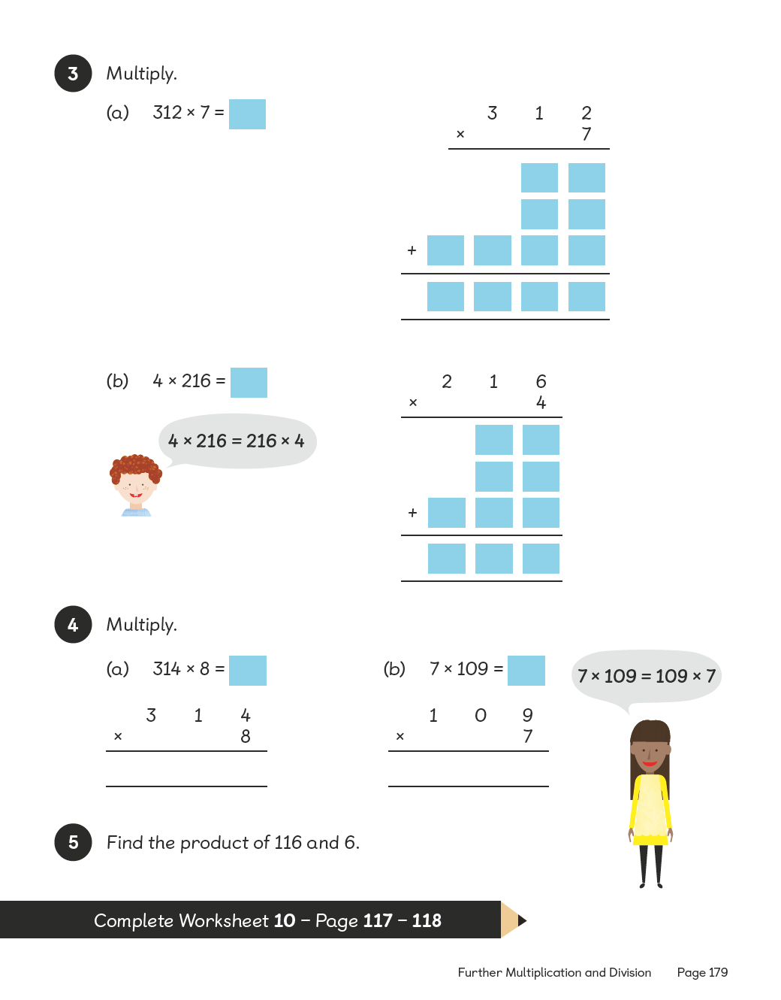 3 Multiply.
(a) 312 × 7 =
3 1 2
× 7
+
(b) 4 × 216 =
4 × 216 = 216 × 4
2 1 6
× 4
+
4 Multiply.
(a) 314 × 8 =
3 1 4
× 8
(b) 7 × 109 =
7 × 109 = 109 × 7
1 0 9
× 7
5 Find the product of 116 and 6.
Complete Worksheet 10 – Page 117 – 118
Further Multiplication and Division Page 179